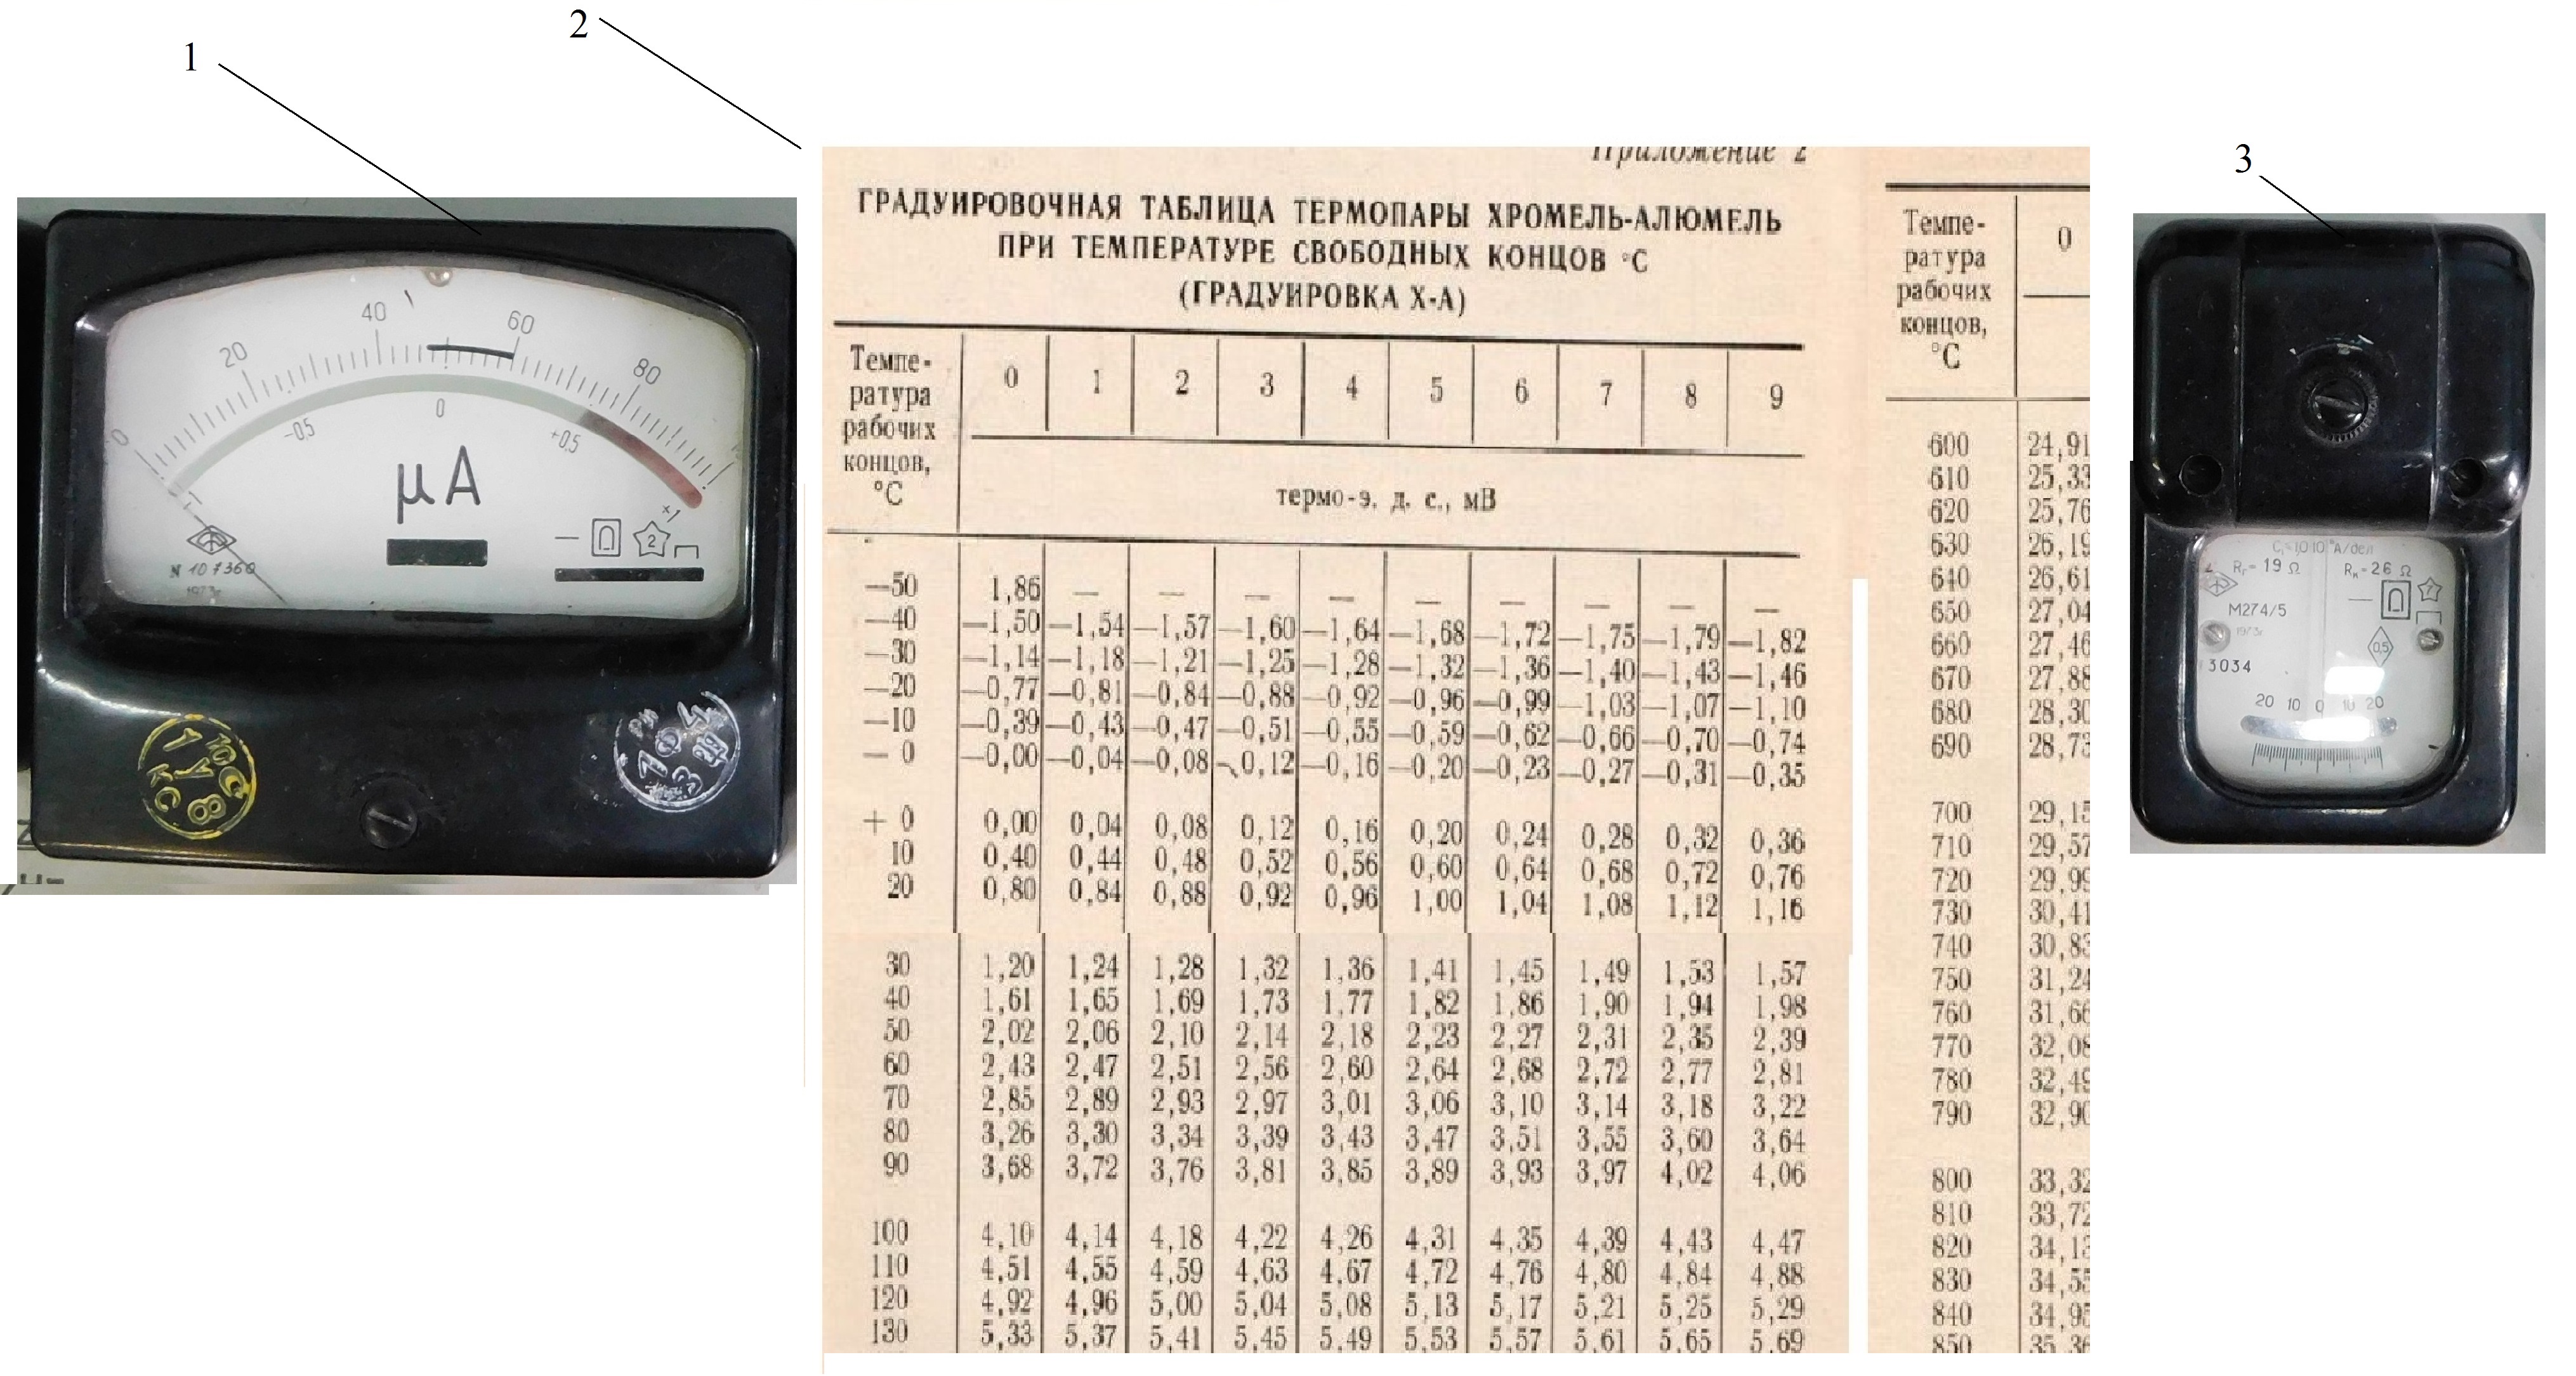 1
2
3
20
40
60
80
0
-0,5
0
+0,5
+1
μA
2
N 107360
1973г
Приложение 2
ГРАДУИРОВОЧНАЯ ТАБЛИЦА ТЕРМОПАРЫ ХРОМЕЛЬ-АЛЮМЕЛЬ
ПРИ ТЕМПЕРАТУРЕ СВОБОДНЫХ КОНЦОВ °С
(ГРАДУИРОВКА Х-А)
Темпе-
ратура
рабочих
концов,
°С
0 1 2 3 4 5 6 7 8 9
термо-э. д. с., мВ
—50 1,86 — — — — — — — — —
—40 —1,50 —1,54 —1,57 —1,60 —1,64 —1,68 —1,72 —1,75 —1,79 —1,82
—30 —1,14 —1,18 —1,21 —1,25 —1,28 —1,32 —1,36 —1,40 —1,43 —1,46
—20 —0,77 —0,81 —0,84 —0,88 —0,92 —0,96 —0,99 —1,03 —1,07 —1,10
—10 —0,39 —0,43 —0,47 —0,51 —0,55 —0,59 —0,62 —0,66 —0,70 —0,74
— 0 —0,00 —0,04 —0,08 —0,12 —0,16 —0,20 —0,23 —0,27 —0,31 —0,35
+ 0 0,00 0,04 0,08 0,12 0,16 0,20 0,24 0,28 0,32 0,36
10 0,40 0,44 0,48 0,52 0,56 0,60 0,64 0,68 0,72 0,76
20 0,80 0,84 0,88 0,92 0,96 1,00 1,04 1,08 1,12 1,16
30 1,20 1,24 1,28 1,32 1,36 1,41 1,45 1,49 1,53 1,57
40 1,61 1,65 1,69 1,73 1,77 1,82 1,86 1,90 1,94 1,98
50 2,02 2,06 2,10 2,14 2,18 2,23 2,27 2,31 2,35 2,39
60 2,43 2,47 2,51 2,56 2,60 2,64 2,68 2,72 2,77 2,81
70 2,85 2,89 2,93 2,97 3,01 3,06 3,10 3,14 3,18 3,22
80 3,26 3,30 3,34 3,39 3,43 3,47 3,51 3,55 3,60 3,64
90 3,68 3,72 3,76 3,81 3,85 3,89 3,93 3,97 4,02 4,06
100 4,10 4,14 4,18 4,22 4,26 4,31 4,35 4,39 4,43 4,47
110 4,51 4,55 4,59 4,63 4,67 4,72 4,76 4,80 4,84 4,88
120 4,92 4,96 5,00 5,04 5,08 5,13 5,17 5,21 5,25 5,29
130 5,33 5,37 5,41 5,45 5,49 5,53 5,57 5,61 5,65 5,69
Темпе-
ратура
рабочих
концов,
°С
0
600 24,91
610 25,33
620 25,76
630 26,19
640 26,61
650 27,04
660 27,46
670 27,88
680 28,30
690 28,73
700 29,15
710 29,57
720 29,99
730 30,41
740 30,83
750 31,24
760 31,66
770 32,08
780 32,49
790 32,90
800 33,32
810 33,72
820 34,13
830 34,55
840 34,95
850 35,36
А/дел
Rг= 19 Ω
Rк= 26 Ω
М274/5
1973г
0,5
3034
20 10 0 10 20